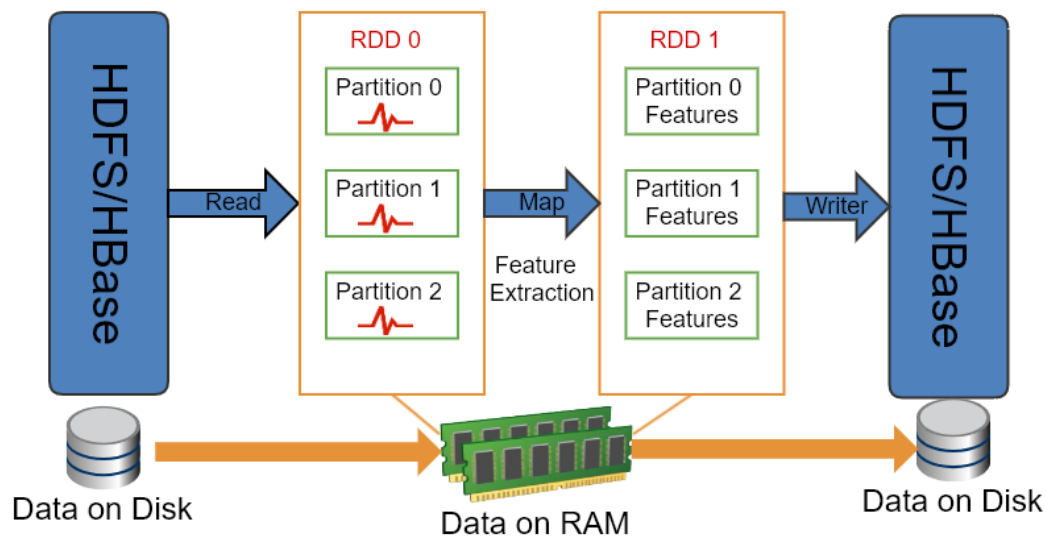 HDFS/HBase
Read
RDD 0
Partition 0
Partition 1
Partition 2
Map
Feature
Extraction
RDD 1
Partition 0
Features
Partition 1
Features
Partition 2
Features
Writer
HDFS/HBase
Data on Disk
Data on RAM
Data on Disk